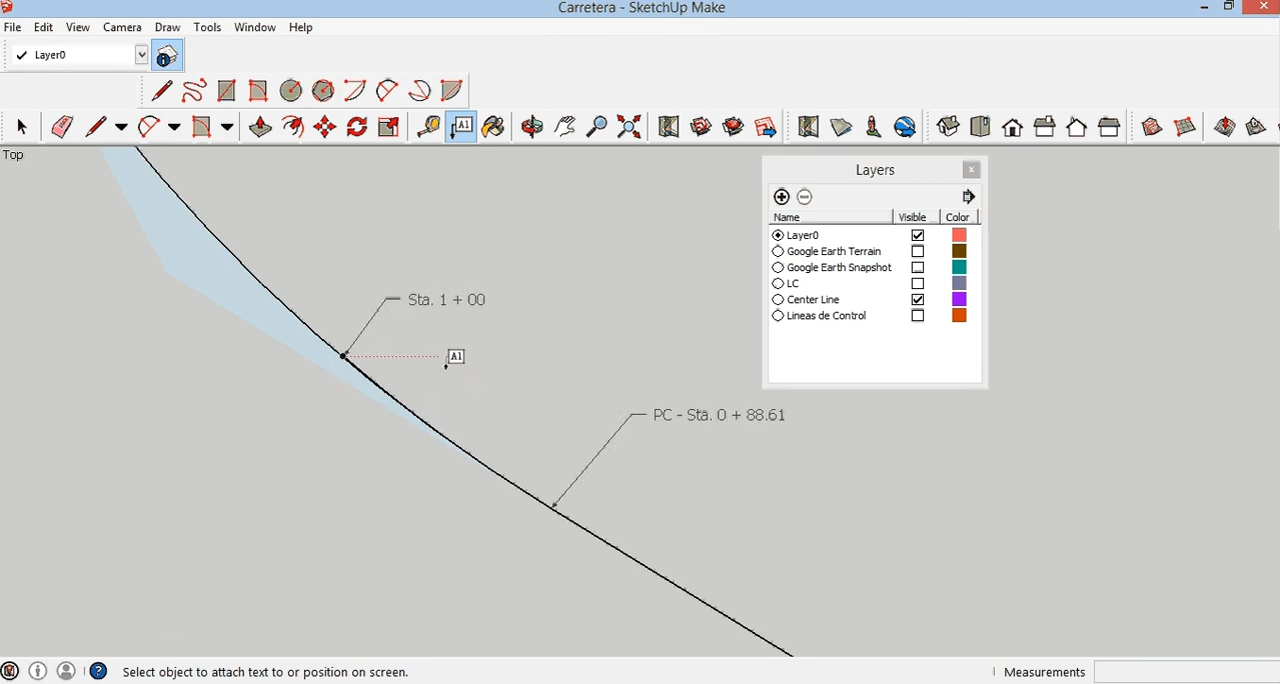 Carretera - SketchUp Make
File Edit View Camera Draw Tools Window Help
Layer0
A1
Top
Layers
Name Visible Color
Layer0
Google Earth Terrain
Google Earth Snapshot
LC
Center Line
Lineas de Control
Sta. 1 + 00
A1
PC - Sta. 0 + 88.61
Select object to attach text to or position on screen. Measurements